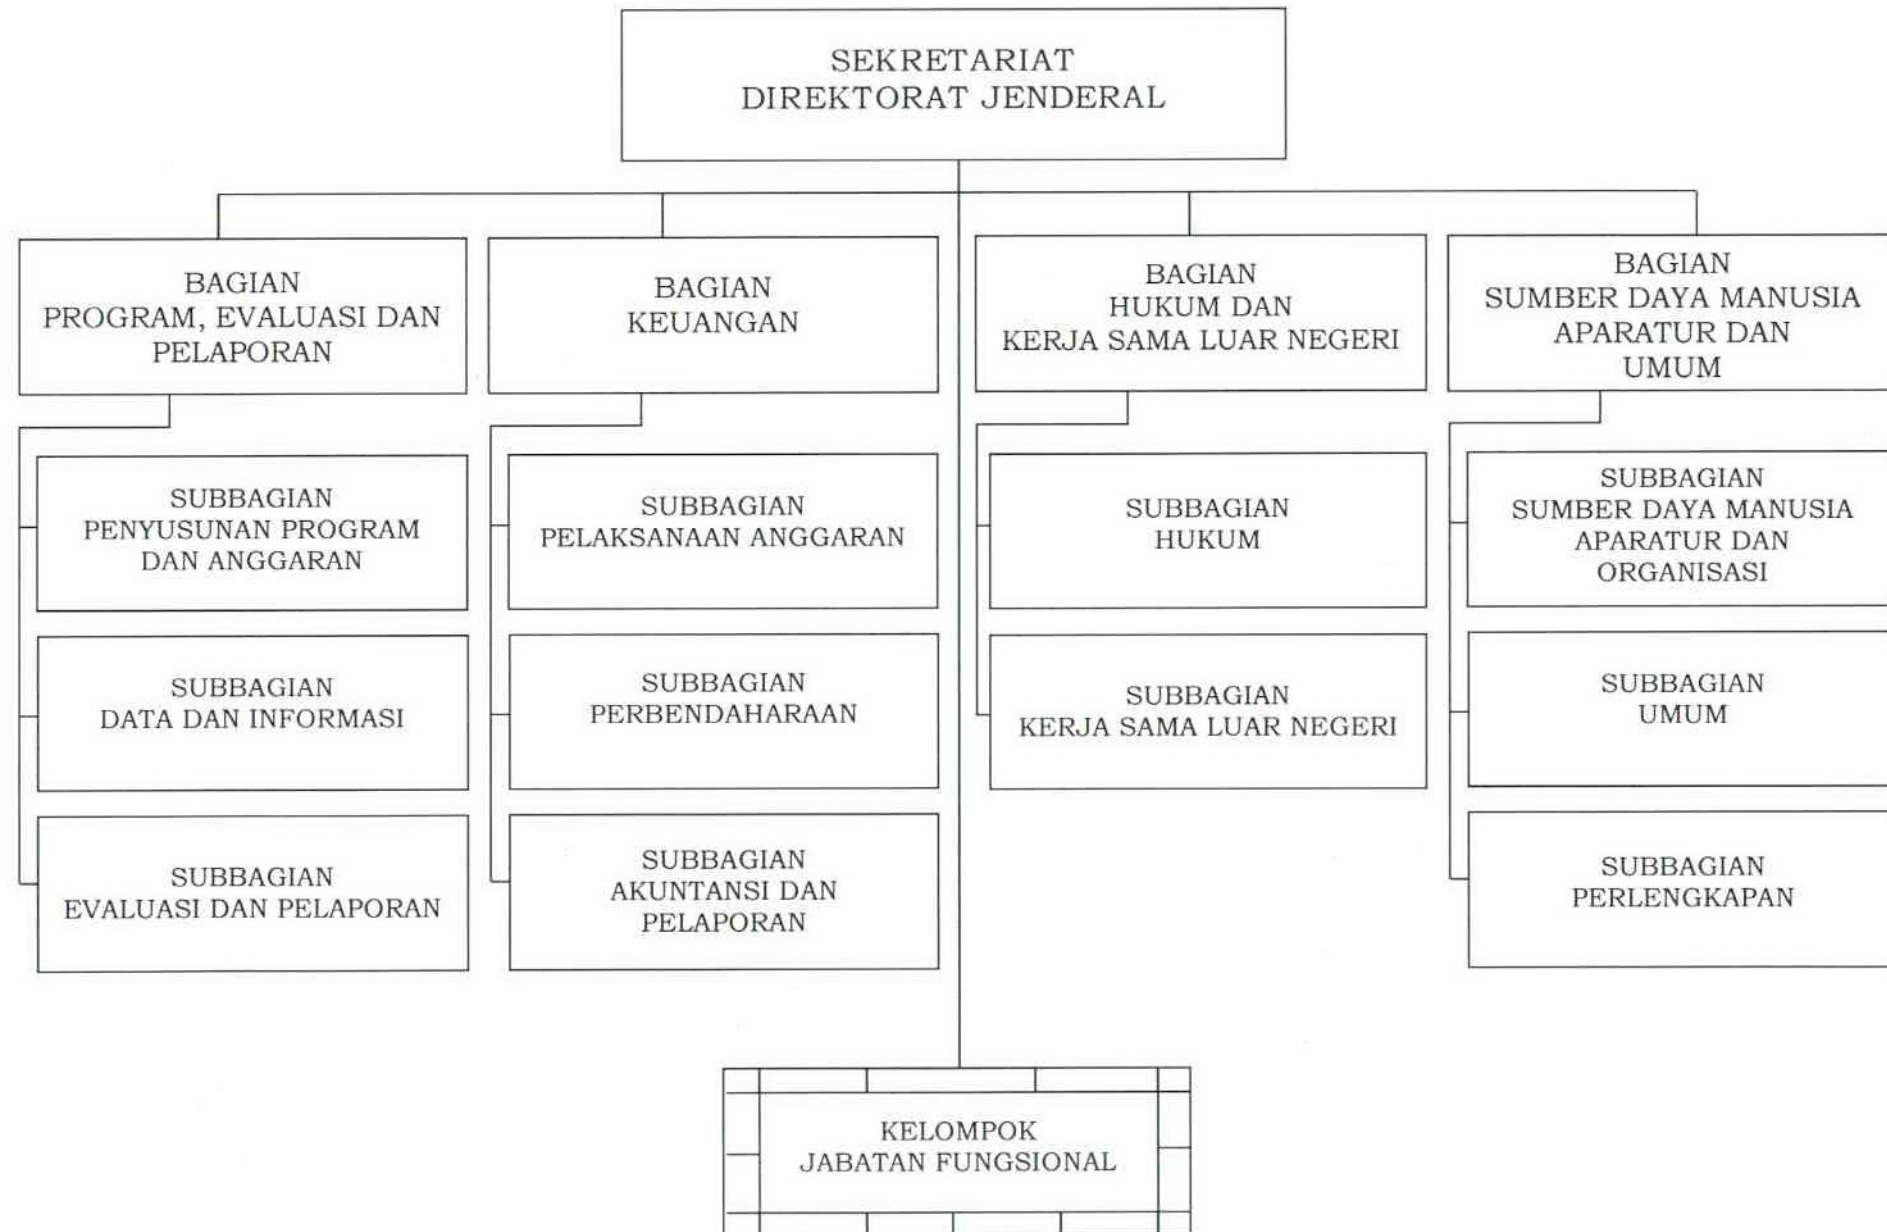 SEKRETARIAT
DIREKTORAT JENDERAL
BAGIAN
PROGRAM, EVALUASI DAN
PELAPORAN
BAGIAN
KEUANGAN
BAGIAN
HUKUM DAN
KERJA SAMA LUAR NEGERI
BAGIAN
SUMBER DAYA MANUSIA
APARATUR DAN
UMUM
SUBBAGIAN
PENYUSUNAN PROGRAM
DAN ANGGARAN
SUBBAGIAN
DATA DAN INFORMASI
SUBBAGIAN
EVALUASI DAN PELAPORAN
SUBBAGIAN
PELAKSANAAN ANGGARAN
SUBBAGIAN
PERBENDAHARAAN
SUBBAGIAN
AKUNTANSI DAN
PELAPORAN
SUBBAGIAN
HUKUM
SUBBAGIAN
KERJA SAMA LUAR NEGERI
SUBBAGIAN
SUMBER DAYA MANUSIA
APARATUR DAN
ORGANISASI
SUBBAGIAN
UMUM
SUBBAGIAN
PERLENGKAPAN
KELOMPOK
JABATAN FUNGSIONAL